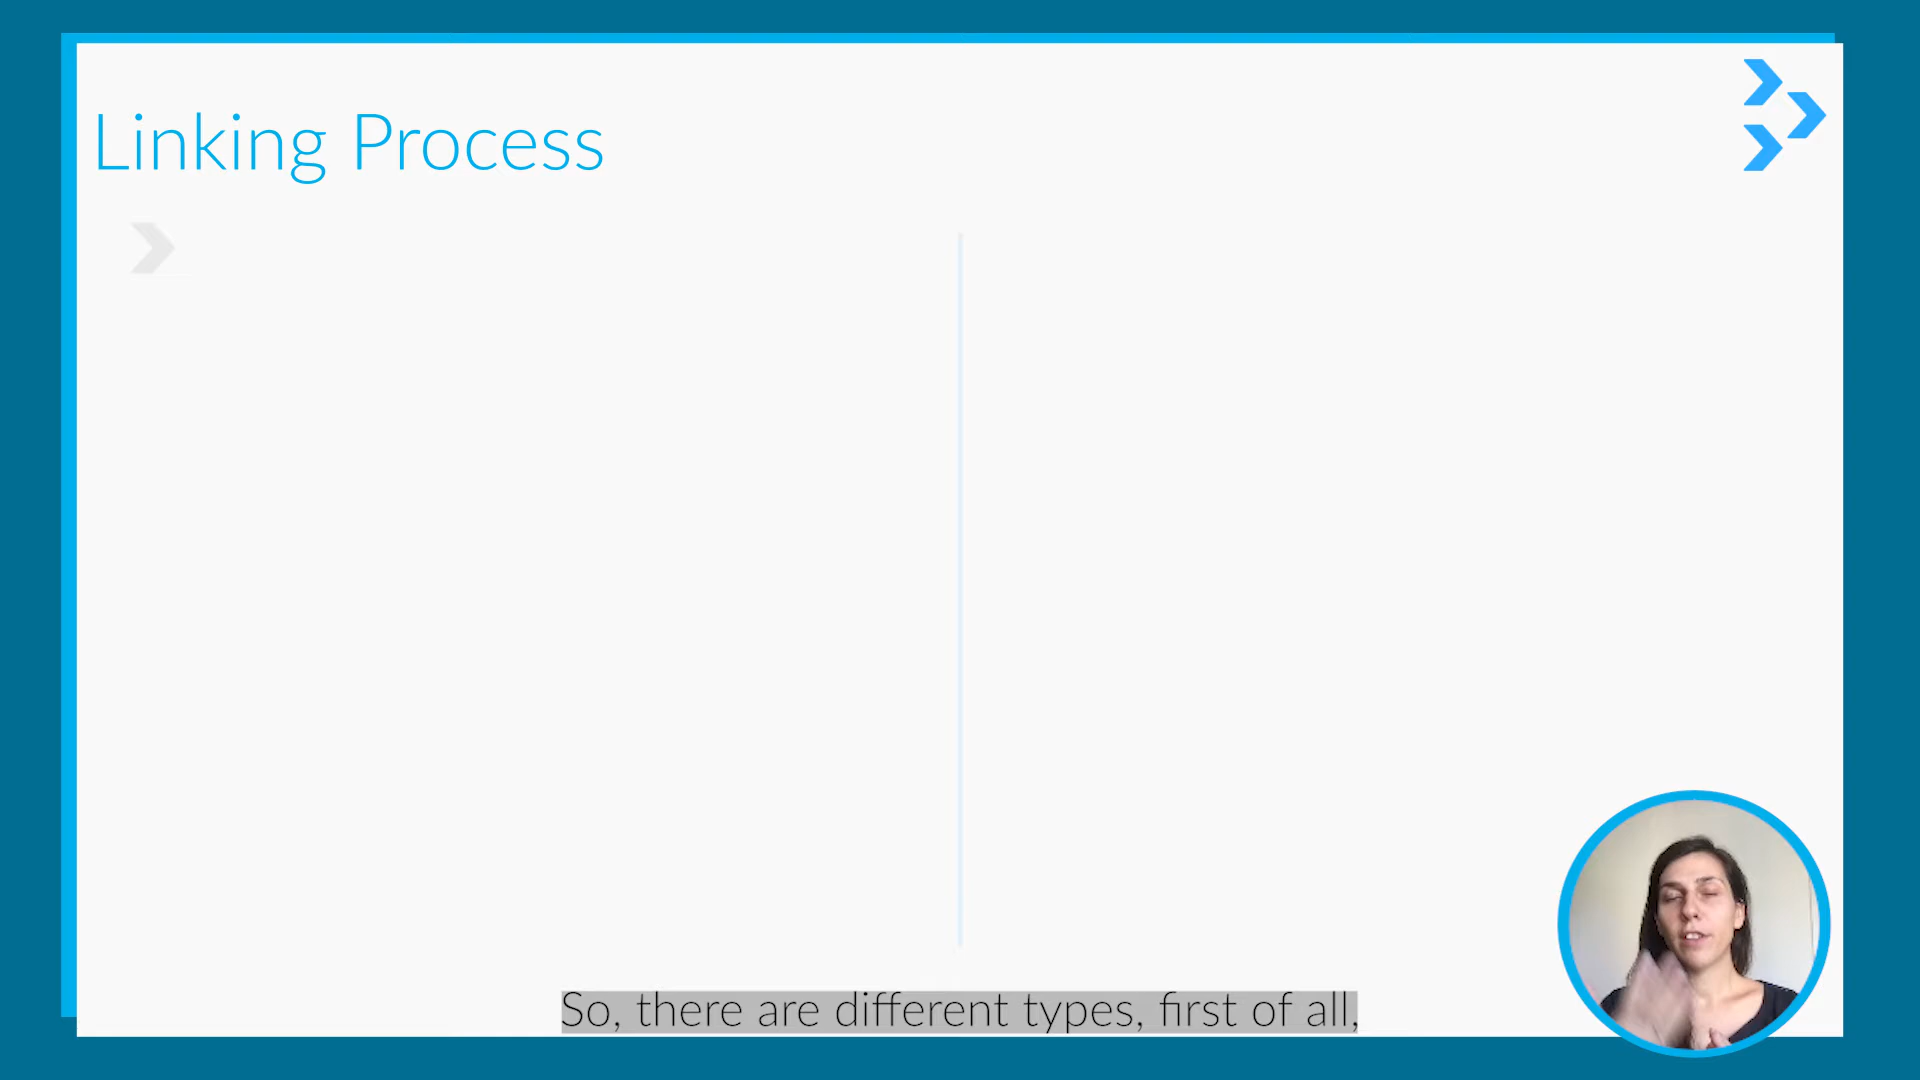 Linking Process
So, there are different types, first of all,